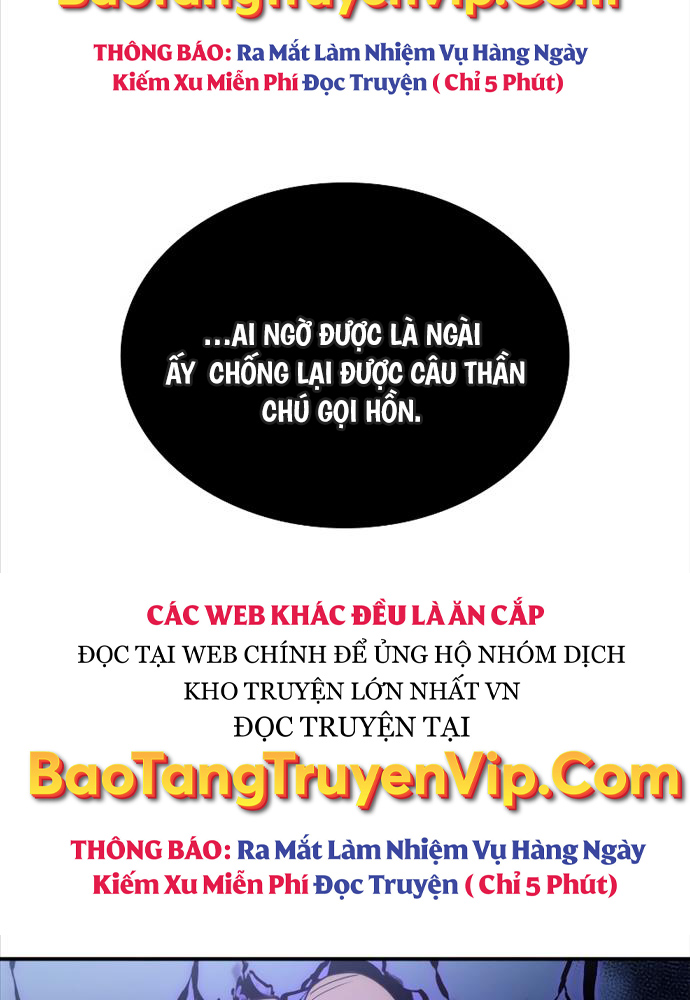 BaoTangTruyenVip.Com
THÔNG BÁO: Ra Mắt Làm Nhiệm Vụ Hàng Ngày
Kiếm Xu Miễn Phí Đọc Truyện ( Chỉ 5 Phút)
...AI NGỜ ĐƯỢC LÀ NGÀI
ẤY CHỐNG LẠI ĐƯỢC CÂU THẦN
CHÚ GỌI HỒN.
CÁC WEB KHÁC ĐỀU LÀ ĂN CẮP
ĐỌC TẠI WEB CHÍNH ĐỂ ỦNG HỘ NHÓM DỊCH
KHO TRUYỆN LỚN NHẤT VN
ĐỌC TRUYỆN TẠI
BaoTangTruyenVip.Com
THÔNG BÁO: Ra Mắt Làm Nhiệm Vụ Hàng Ngày
Kiếm Xu Miễn Phí Đọc Truyện ( Chỉ 5 Phút)